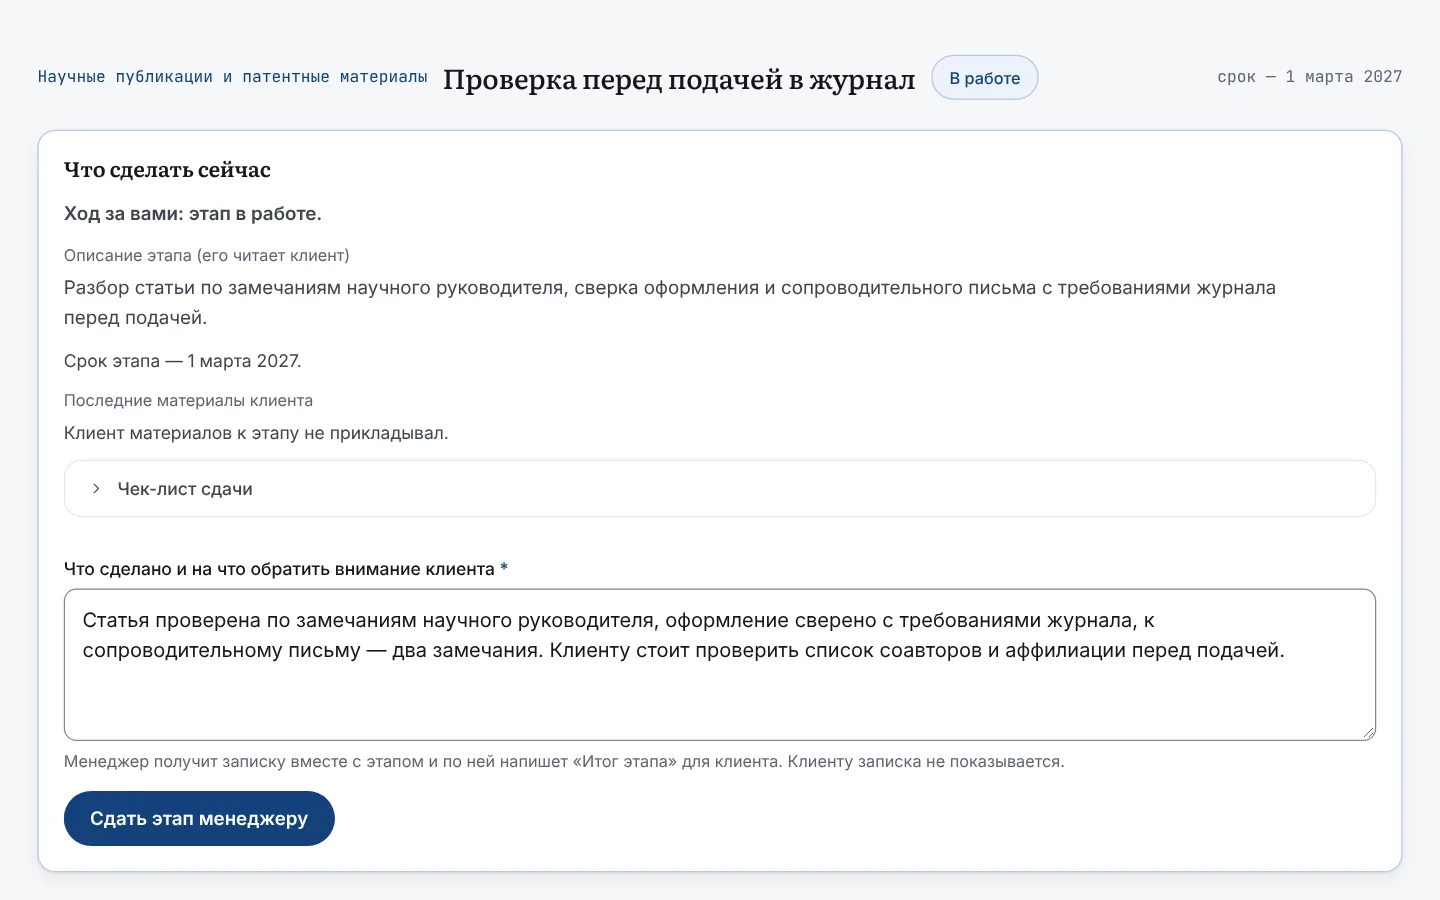 Научные публикации и патентные материалы
Проверка перед подачей в журнал
В работе
срок — 1 марта 2027
Что сделать сейчас
Ход за вами: этап в работе.
Описание этапа (его читает клиент)
Разбор статьи по замечаниям научного руководителя, сверка оформления и сопроводительного письма с требованиями журнала
перед подачей.
Срок этапа — 1 марта 2027.
Последние материалы клиента
Клиент материалов к этапу не прикладывал.
Чек-лист сдачи
Что сделано и на что обратить внимание клиента *
Статья проверена по замечаниям научного руководителя, оформление сверено с требованиями журнала, к
сопроводительному письму — два замечания. Клиенту стоит проверить список соавторов и аффилиации перед подачей.
Менеджер получит записку вместе с этапом и по ней напишет «Итог этапа» для клиента. Клиенту записка не показывается.
Сдать этап менеджеру